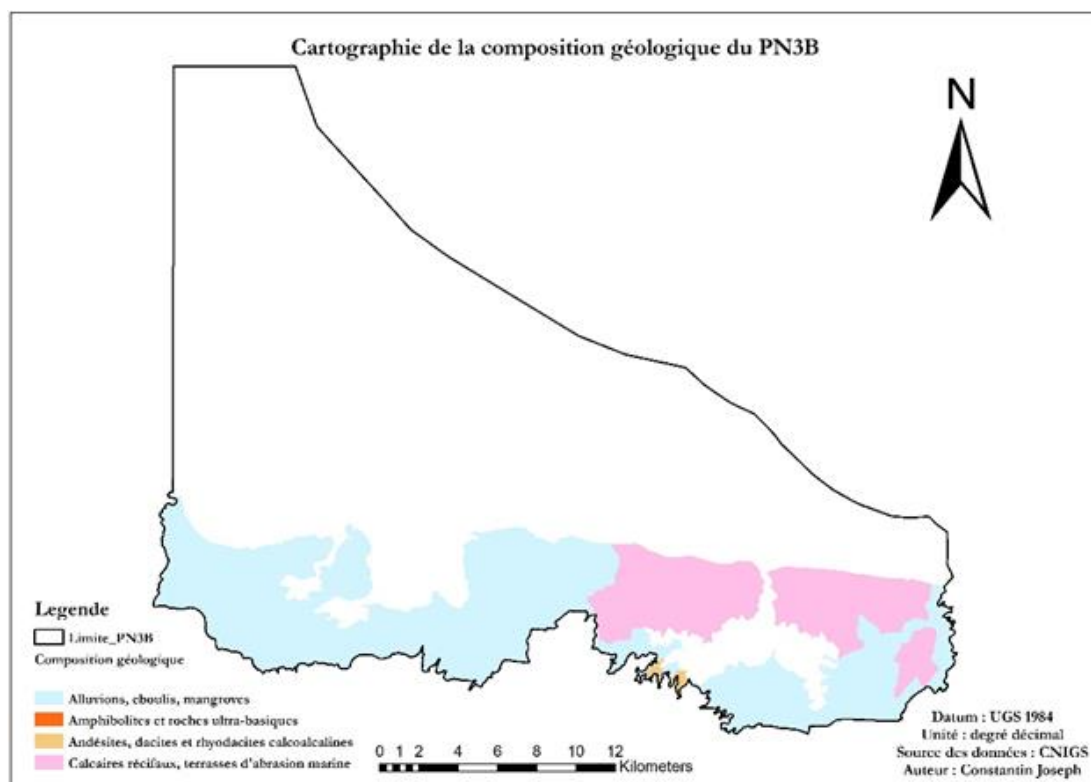 Cartographie de la composition géologique du PN3B
N
Legende
Limite_PN3B
Composition géologique
Alluvions, eboulis, mangroves
Amphibolites et roches ultra-basiques
Andésites, dacites et rhyodacites calcoalcalines
Calcaires récifaux, terrasses d'abrasion marine
0 1 2 4 6 8 10 12
Kilometers
Datum : UGS 1984
Unité : degré décimal
Source des données : CNIGS
Auteur : Constantin Joseph